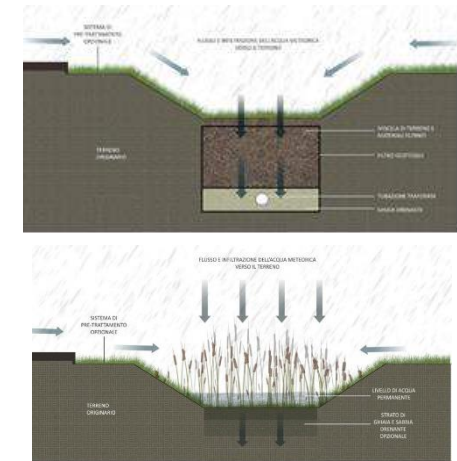 SISTEMA DI
PRE-TRATTAMENTO
OPZIONALE
FLUSSO E INFILTRAZIONE DELL'ACQUA METEORICA
VERSO IL TERRENO
TERRENO
ORIGINARIO
MISCELA DI TERRENO E
MATERIALI FILTRANTI
FILTRO GEOTESSILE
TUBAZIONE TRAFORATA
GHIAIA DRENANTE
FLUSSO E INFILTRAZIONE DELL'ACQUA METEORICA
VERSO IL TERRENO
SISTEMA DI
PRE-TRATTAMENTO
OPZIONALE
TERRENO
ORIGINARIO
LIVELLO DI ACQUA
PERMANENTE
STRATO DI
GHIAIA E SABBIA
DRENANTE
OPZIONALE